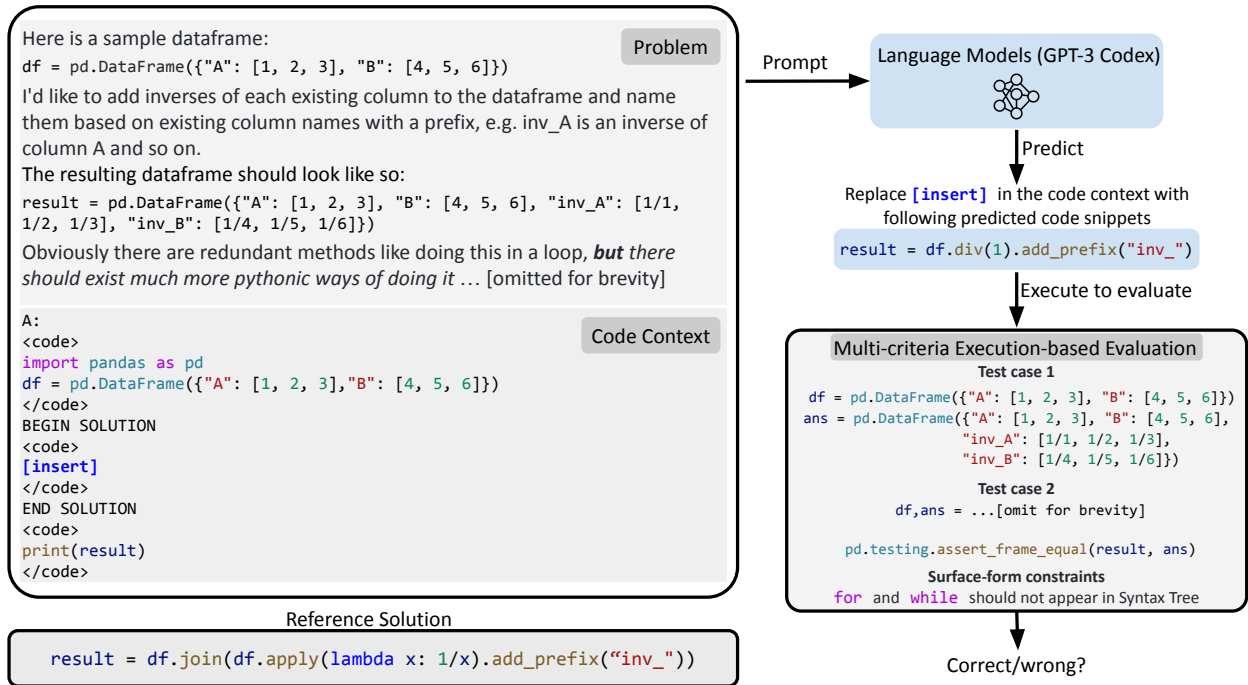 Here is a sample dataframe:
Problem
df = pd.DataFrame({"A": [1, 2, 3], "B": [4, 5, 6]})
I'd like to add inverses of each existing column to the dataframe and name
them based on existing column names with a prefix, e.g. inv_A is an inverse of
column A and so on.
The resulting dataframe should look like so:
result = pd.DataFrame({"A": [1, 2, 3], "B": [4, 5, 6], "inv_A": [1/1,
1/2, 1/3], "inv_B": [1/4, 1/5, 1/6]})
Obviously there are redundant methods like doing this in a loop, but there
should exist much more pythonic ways of doing it … [omitted for brevity]
A:
Code Context
<code>
import pandas as pd
df = pd.DataFrame({"A": [1, 2, 3],"B": [4, 5, 6]})
</code>
BEGIN SOLUTION
<code>
[insert]
</code>
END SOLUTION
<code>
print(result)
</code>
Reference Solution
result = df.join(df.apply(lambda x: 1/x).add_prefix(“inv_"))
Prompt
Language Models (GPT-3 Codex)
Predict
Replace [insert] in the code context with
following predicted code snippets
result = df.div(1).add_prefix("inv_")
Execute to evaluate
Multi-criteria Execution-based Evaluation
Test case 1
df = pd.DataFrame({"A": [1, 2, 3], "B": [4, 5, 6]})
ans = pd.DataFrame({"A": [1, 2, 3], "B": [4, 5, 6],
"inv_A": [1/1, 1/2, 1/3],
"inv_B": [1/4, 1/5, 1/6]})
Test case 2
df,ans = ...[omit for brevity]
pd.testing.assert_frame_equal(result, ans)
Surface-form constraints
for and while should not appear in Syntax Tree
Correct/wrong?